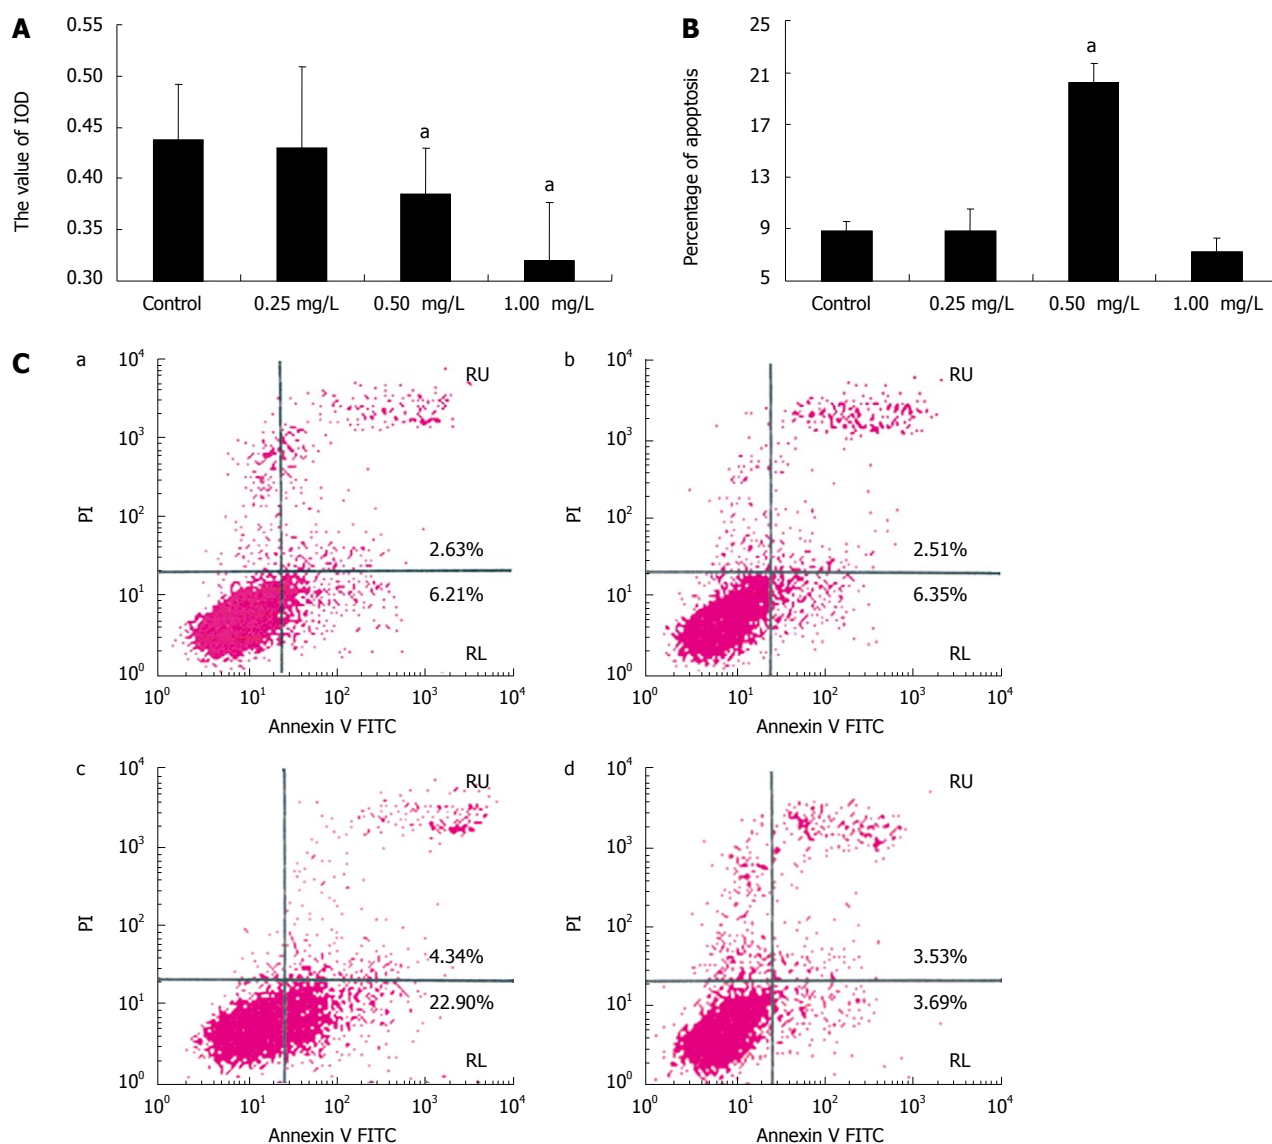 A
The value of IOD
0.55
0.50
0.45
0.40
0.35
0.30
a
a
Control 0.25 mg/L 0.50 mg/L 1.00 mg/L
B
Percentage of apoptosis
25
21
17
13
9
5
a
Control 0.25 mg/L 0.50 mg/L 1.00 mg/L
C
a
PI
10⁴
10³
10²
10¹
10⁰
RU
2.63%
6.21%
RL
10⁰ 10¹ 10² 10³ 10⁴
Annexin V FITC
b
PI
10⁴
10³
10²
10¹
10⁰
RU
2.51%
6.35%
RL
10⁰ 10¹ 10² 10³ 10⁴
Annexin V FITC
c
PI
10⁴
10³
10²
10¹
10⁰
RU
4.34%
22.90%
RL
10⁰ 10¹ 10² 10³ 10⁴
Annexin V FITC
d
PI
10⁴
10³
10²
10¹
10⁰
RU
3.53%
3.69%
RL
10⁰ 10¹ 10² 10³ 10⁴
Annexin V FITC